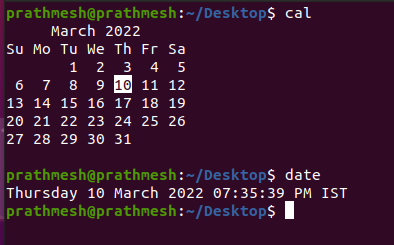 prathmesh@prathmesh:~/Desktop$ cal
     March 2022
Su Mo Tu We Th Fr Sa
       1  2  3  4  5
 6  7  8  9 10 11 12
13 14 15 16 17 18 19
20 21 22 23 24 25 26
27 28 29 30 31
prathmesh@prathmesh:~/Desktop$ date
Thursday 10 March 2022 07:35:39 PM IST
prathmesh@prathmesh:~/Desktop$